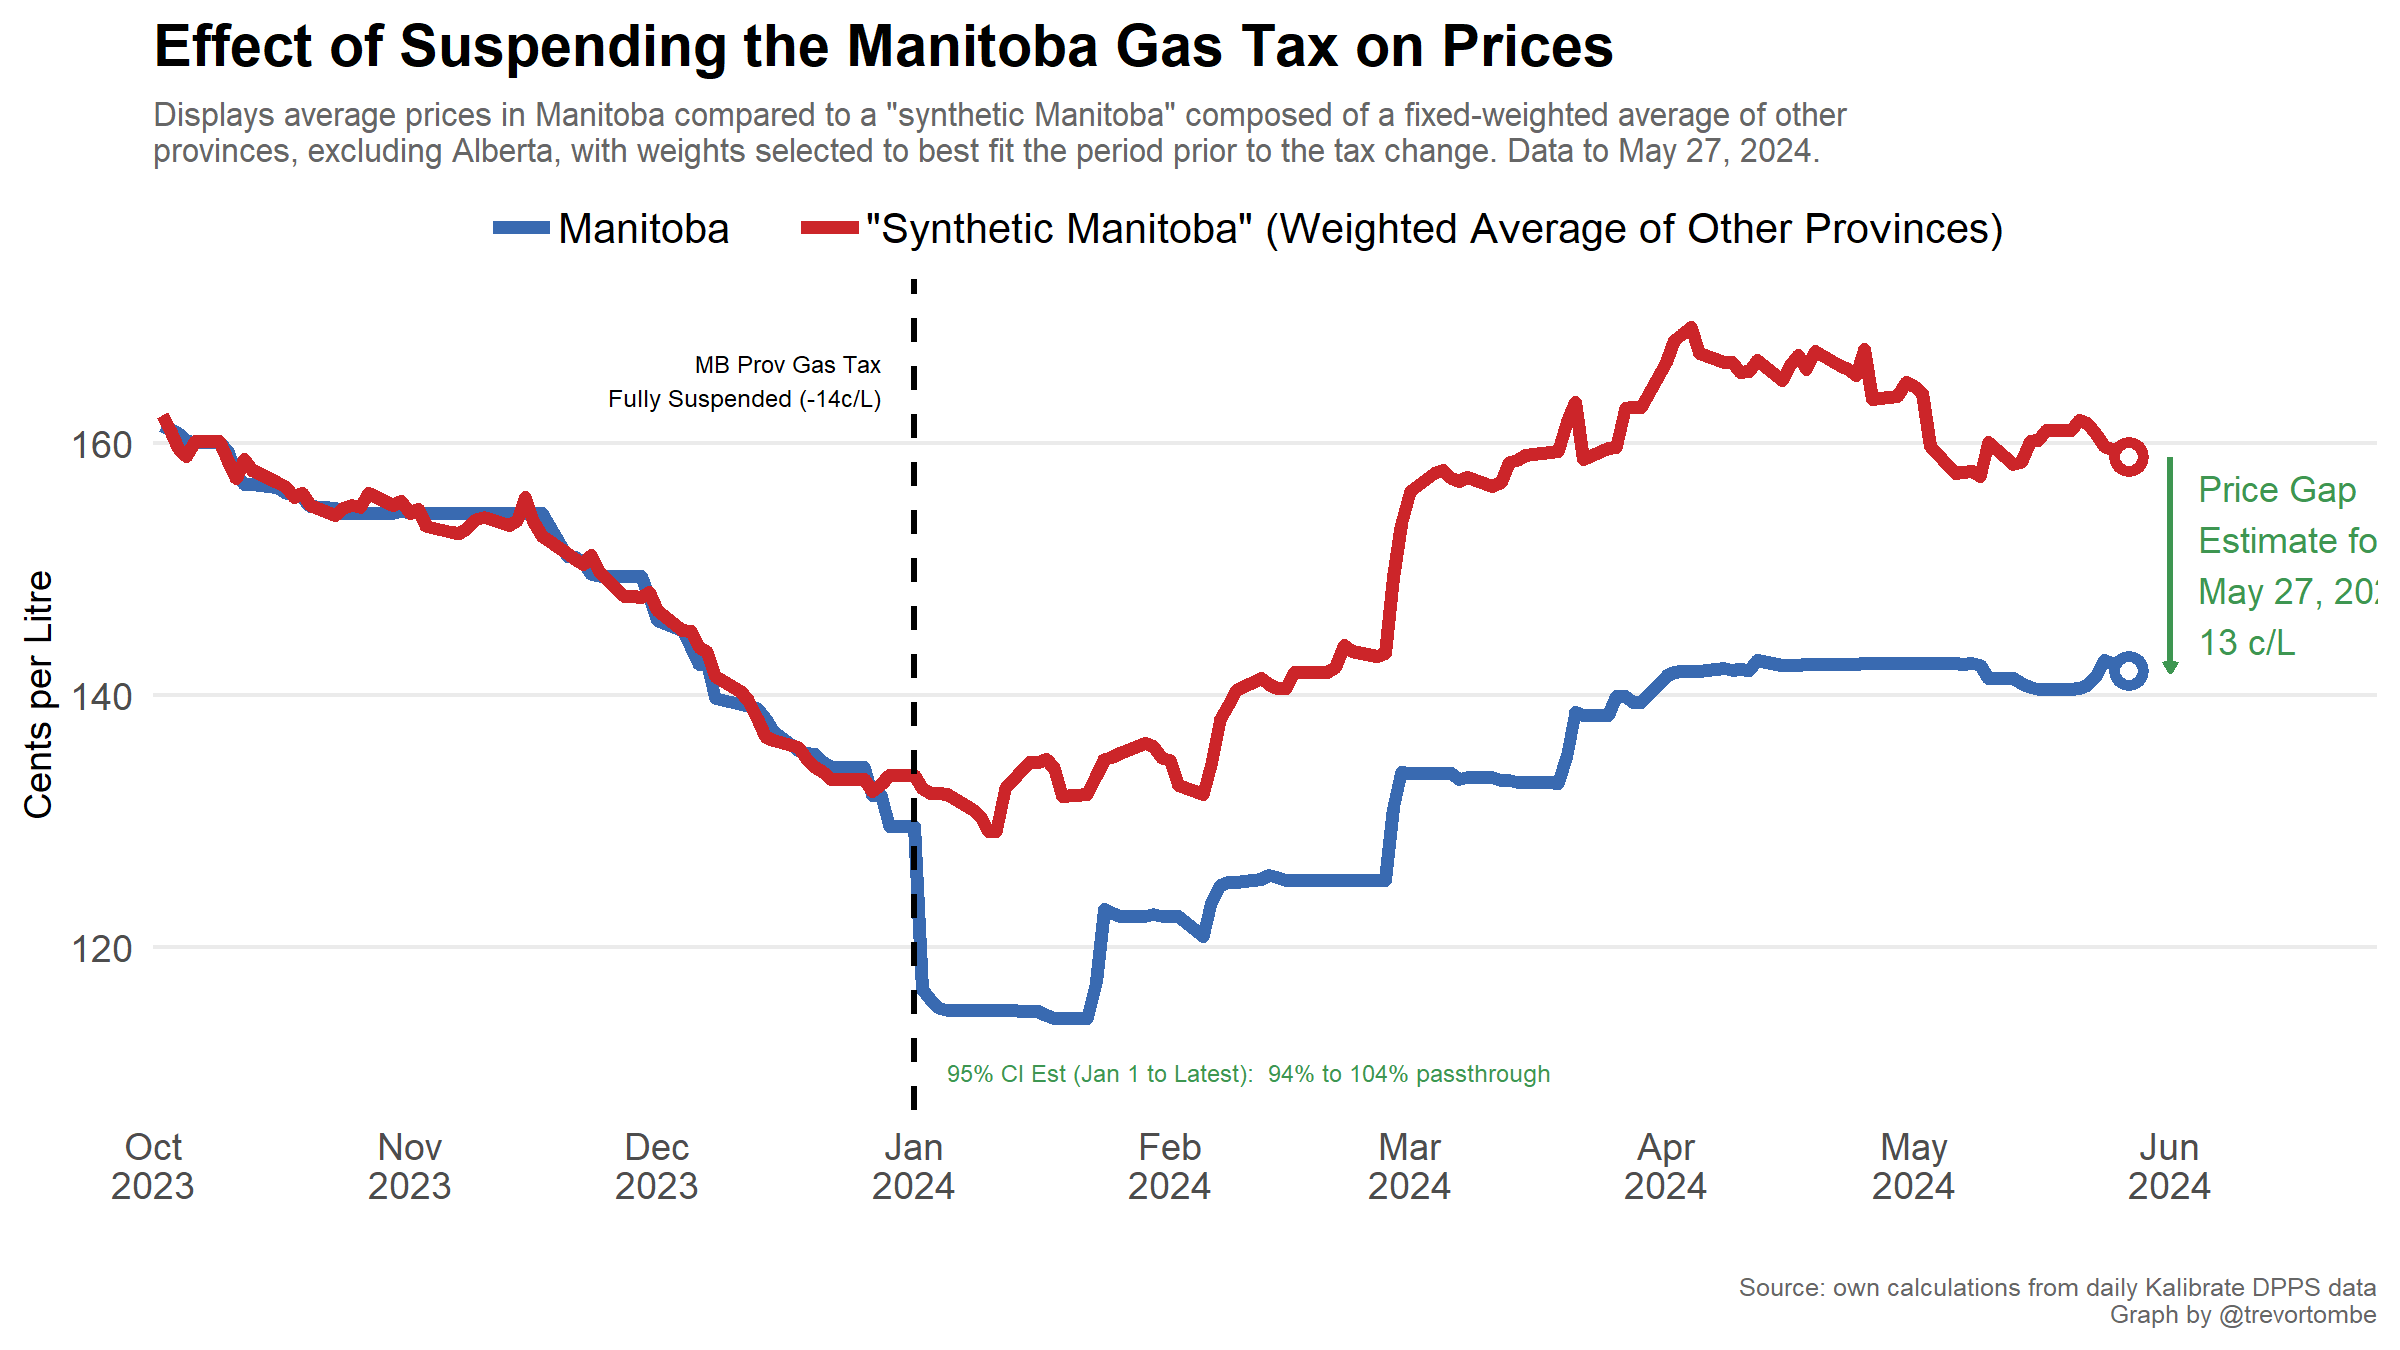 Effect of Suspending the Manitoba Gas Tax on Prices
Displays average prices in Manitoba compared to a "synthetic Manitoba" composed of a fixed-weighted average of other
provinces, excluding Alberta, with weights selected to best fit the period prior to the tax change. Data to May 27, 2024.
Manitoba
"Synthetic Manitoba" (Weighted Average of Other Provinces)
MB Prov Gas Tax
Fully Suspended (-14c/L)
160
140
120
Cents per Litre
Price Gap
Estimate fo
May 27, 202
13 c/L
95% CI Est (Jan 1 to Latest):  94% to 104% passthrough
Oct Nov Dec Jan Feb Mar Apr May Jun
2023 2023 2023 2024 2024 2024 2024 2024 2024
Source: own calculations from daily Kalibrate DPPS data
Graph by @trevortombe